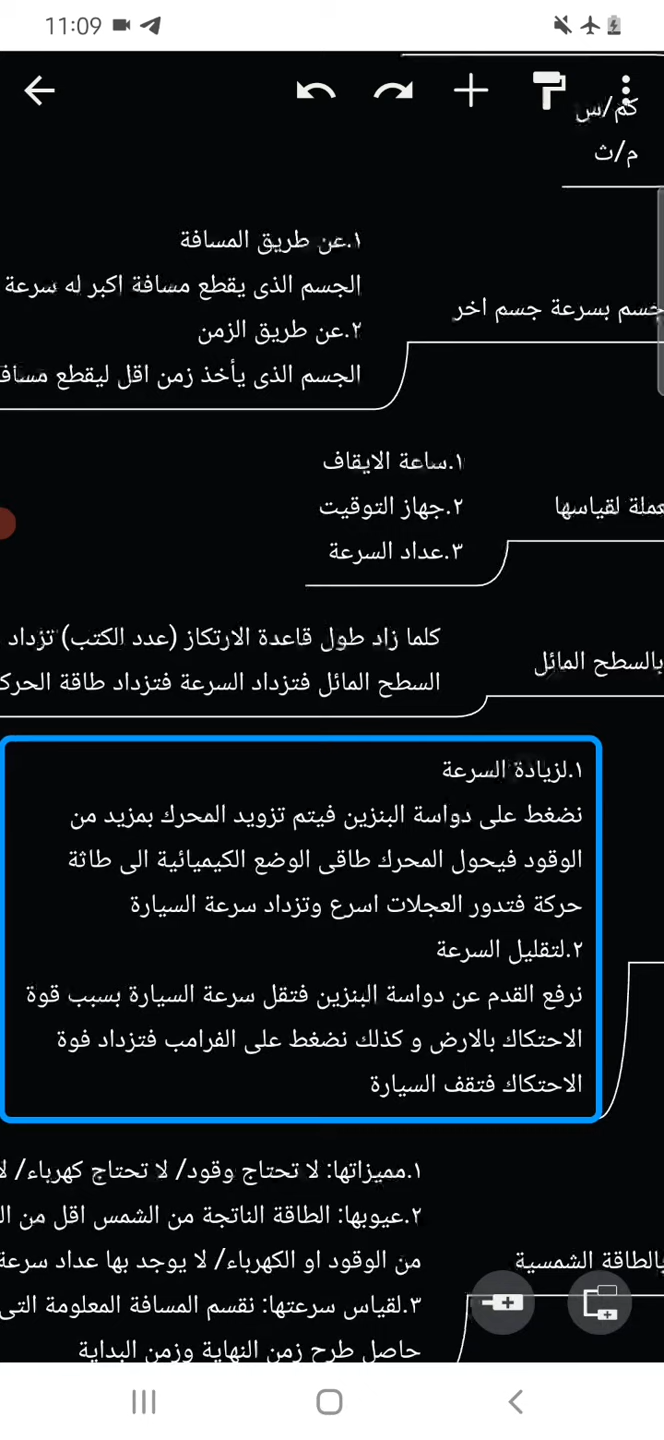 11:09
كم/س
م/ث
١.عن طريق المسافة
الجسم الذى يقطع مسافة اكبر له سرعة
جسم بسرعة جسم اخر
٢.عن طريق الزمن
الجسم الذى يأخذ زمن اقل ليقطع
١.ساعة الايقاف
لقياسها
٢.جهاز التوقيت
٣.عداد السرعة
كلما زاد طول قاعدة الارتكاز (عدد الكتب) تزداد
بالسطح المائل
السطح المائل فتزداد السرعة فتزداد طاقة
١.لزيادة السرعة
نضغط على دواسة البنزين فيتم تزويد المحرك بمزيد من
الوقود فيحول المحرك طاقى الوضع الكيميائية الى طاثة
حركة فتدور العجلات اسرع وتزداد سرعة السيارة
٢.لتقليل السرعة
نرفع القدم عن دواسة البنزين فتقل سرعة السيارة بسبب قوة
الاحتكاك بالارض و كذلك نضغط على الفرامب فتزداد فوة
الاحتكاك فتقف السيارة
١.مميزاتها: لا تحتاج وقود/ لا تحتاج كهرباء/
٢.عيوبها: الطاقة الناتجة من الشمس اقل من
بالطاقة الشمسية
من الوقود او الكهرباء/ لا يوجد بها عداد سرعة
٣.لقياس سرعتها: نقسم المسافة المعلومة التى
حاصل طرح زمن النهاية وزمن البداية